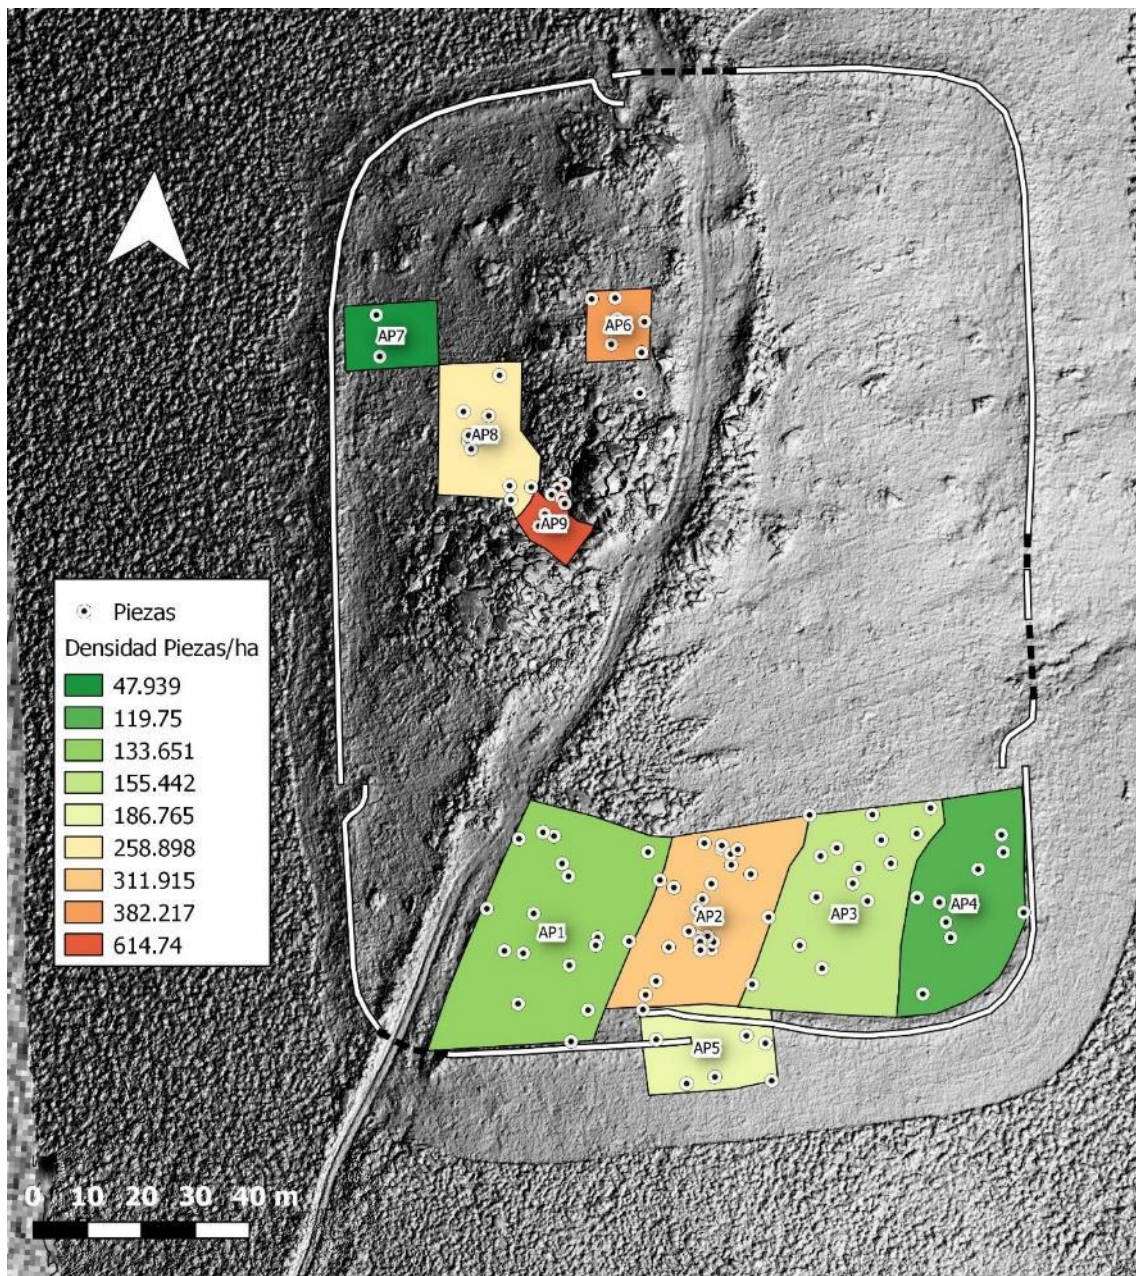 AP7
AP6
AP8
AP9
Piezas
Densidad Piezas/ha
47.939
119.75
133.651
155.442
186.765
258.898
311.915
382.217
614.74
AP1
AP2
AP3
AP4
AP5
0 10 20 30 40 m